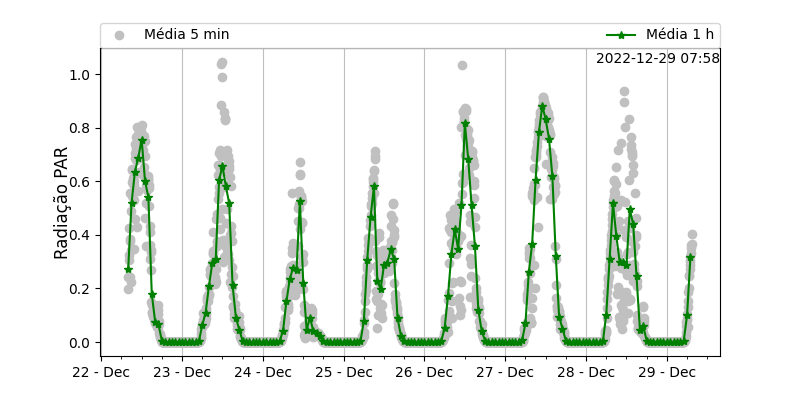 Média 5 min
Média 1 h
2022-12-29 07:58
Radiação PAR
1.0
0.8
0.6
0.4
0.2
0.0
22 - Dec
23 - Dec
24 - Dec
25 - Dec
26 - Dec
27 - Dec
28 - Dec
29 - Dec